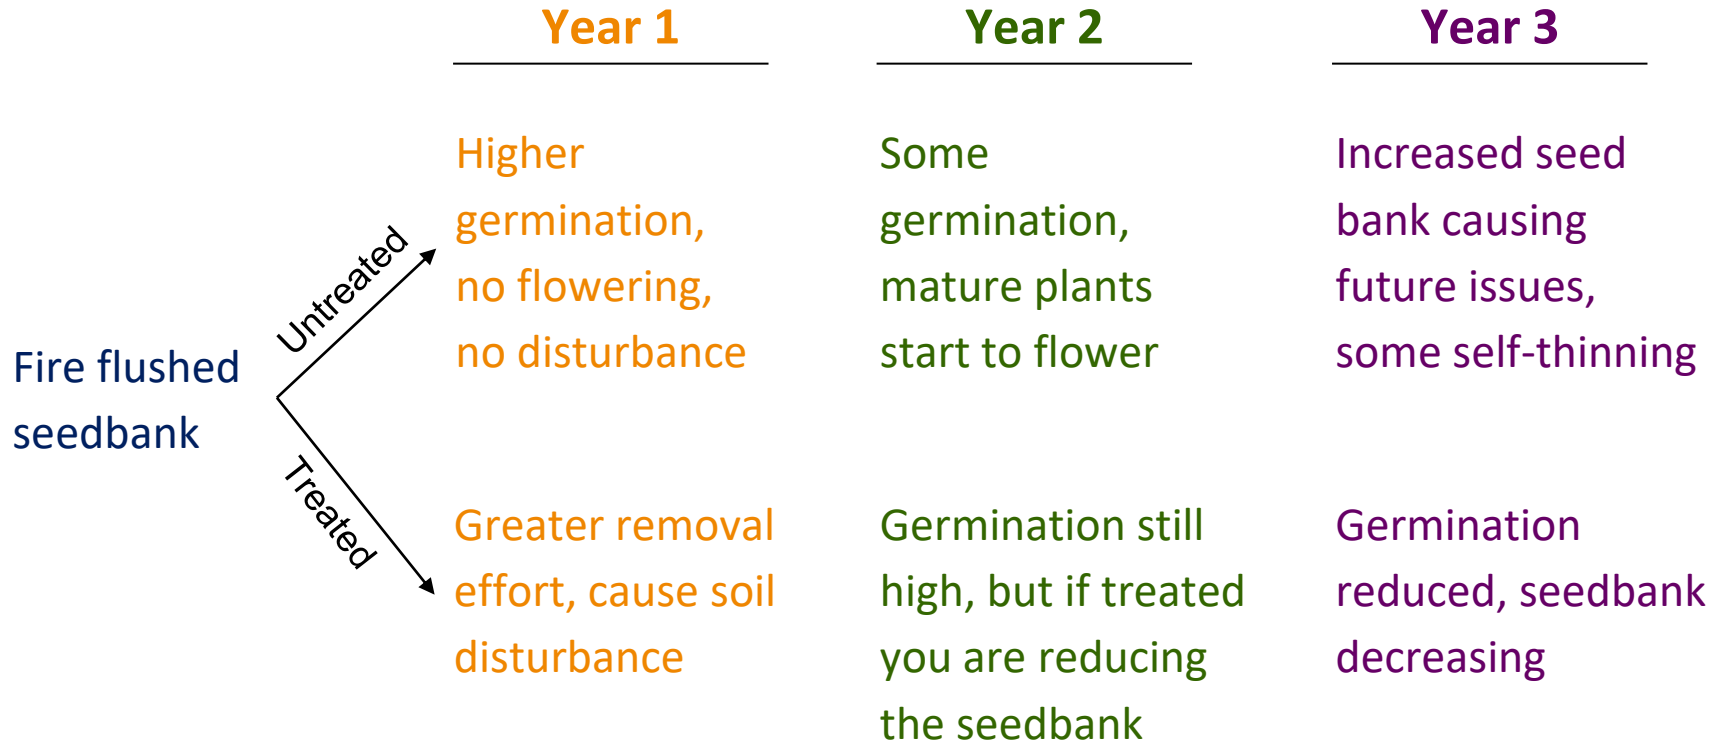 Year 1
Year 2
Year 3
Fire flushed
seedbank
Untreated
Higher
germination,
no flowering,
no disturbance
Some
germination,
mature plants
start to flower
Increased seed
bank causing
future issues,
some self-thinning
Treated
Greater removal
effort, cause soil
disturbance
Germination still
high, but if treated
you are reducing
the seedbank
Germination
reduced, seedbank
decreasing